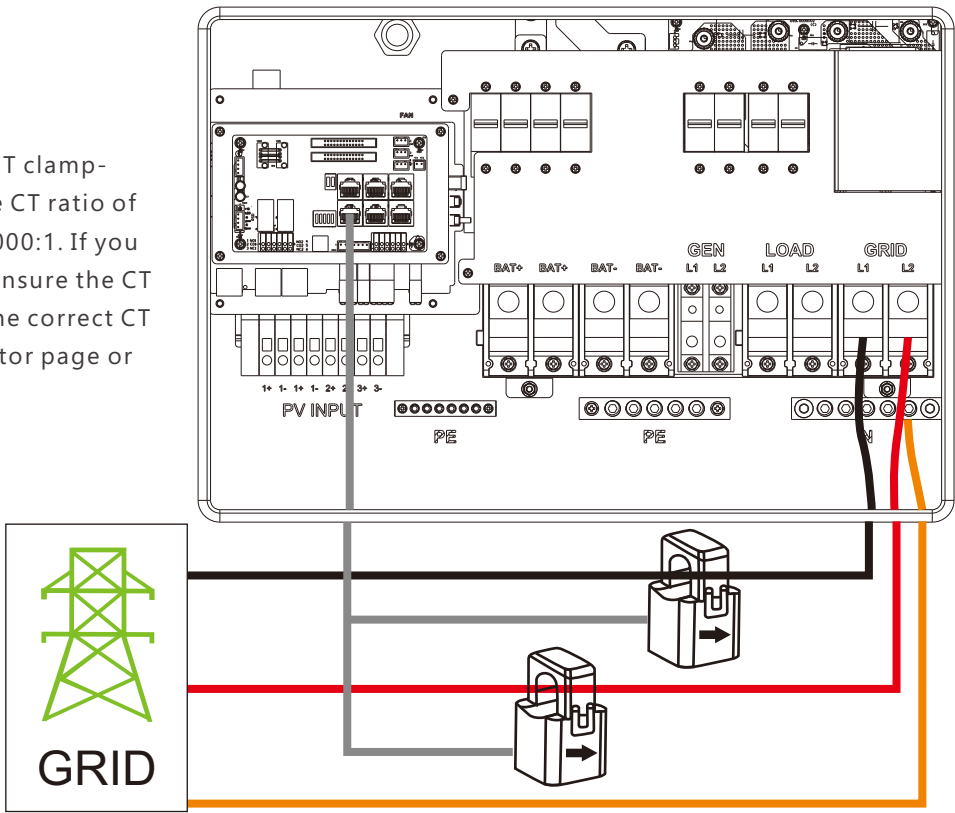 T clamp-
e CT ratio of
000:1. If you
nsure the CT
he correct CT
tor page or
FAN
GEN LOAD GRID
BAT+ BAT+ BAT- BAT- L1 L2 L1 L2 L1 L2
1+ 1- 1+ 1- 2+ 2 3+ 3-
PV INPUT
PE PE N
GRID